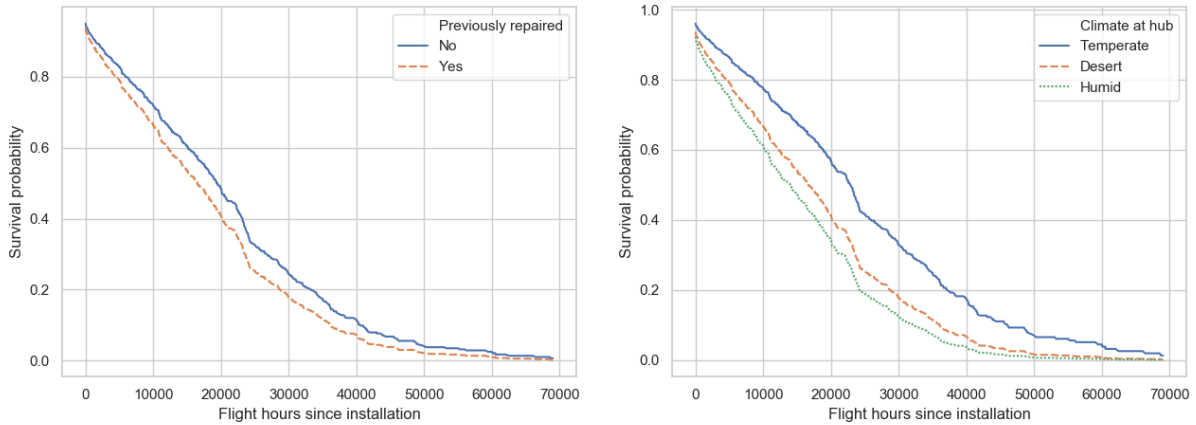 Survival probability
0.8
0.6
0.4
0.2
0.0
0 10000 20000 30000 40000 50000 60000 70000
Flight hours since installation
Previously repaired
No
Yes
Survival probability
1.0
0.8
0.6
0.4
0.2
0.0
0 10000 20000 30000 40000 50000 60000 70000
Flight hours since installation
Climate at hub
Temperate
Desert
Humid